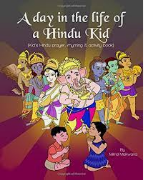 A day in the life of
a Hindu Kid
(Kid's Hindu prayer, rhyming & activity book)
By